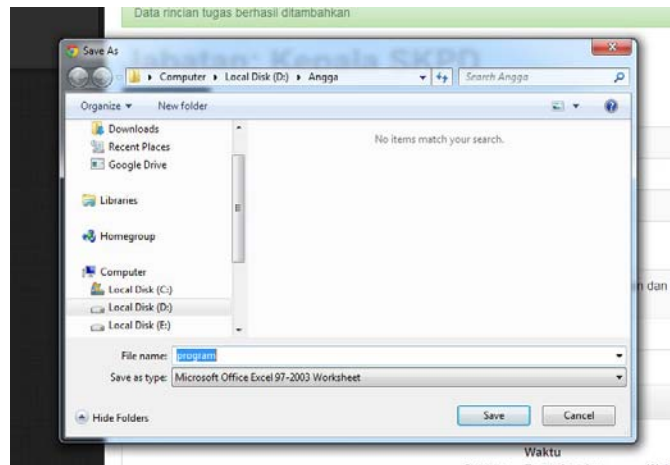 Data rincian tugas berhasil ditambahkan
Save As
Jabatan: Kepala SKPD
Computer Local Disk (D:) Angga
Search Angga
Organize New folder
Downloads
Recent Places
Google Drive
No items match your search.
Libraries
Homegroup
Computer
Local Disk (C:)
Local Disk (D:)
Local Disk (E:)
n dan
File name: program
Save as type: Microsoft Office Excel 97-2003 Worksheet
Hide Folders
Save
Cancel
Waktu